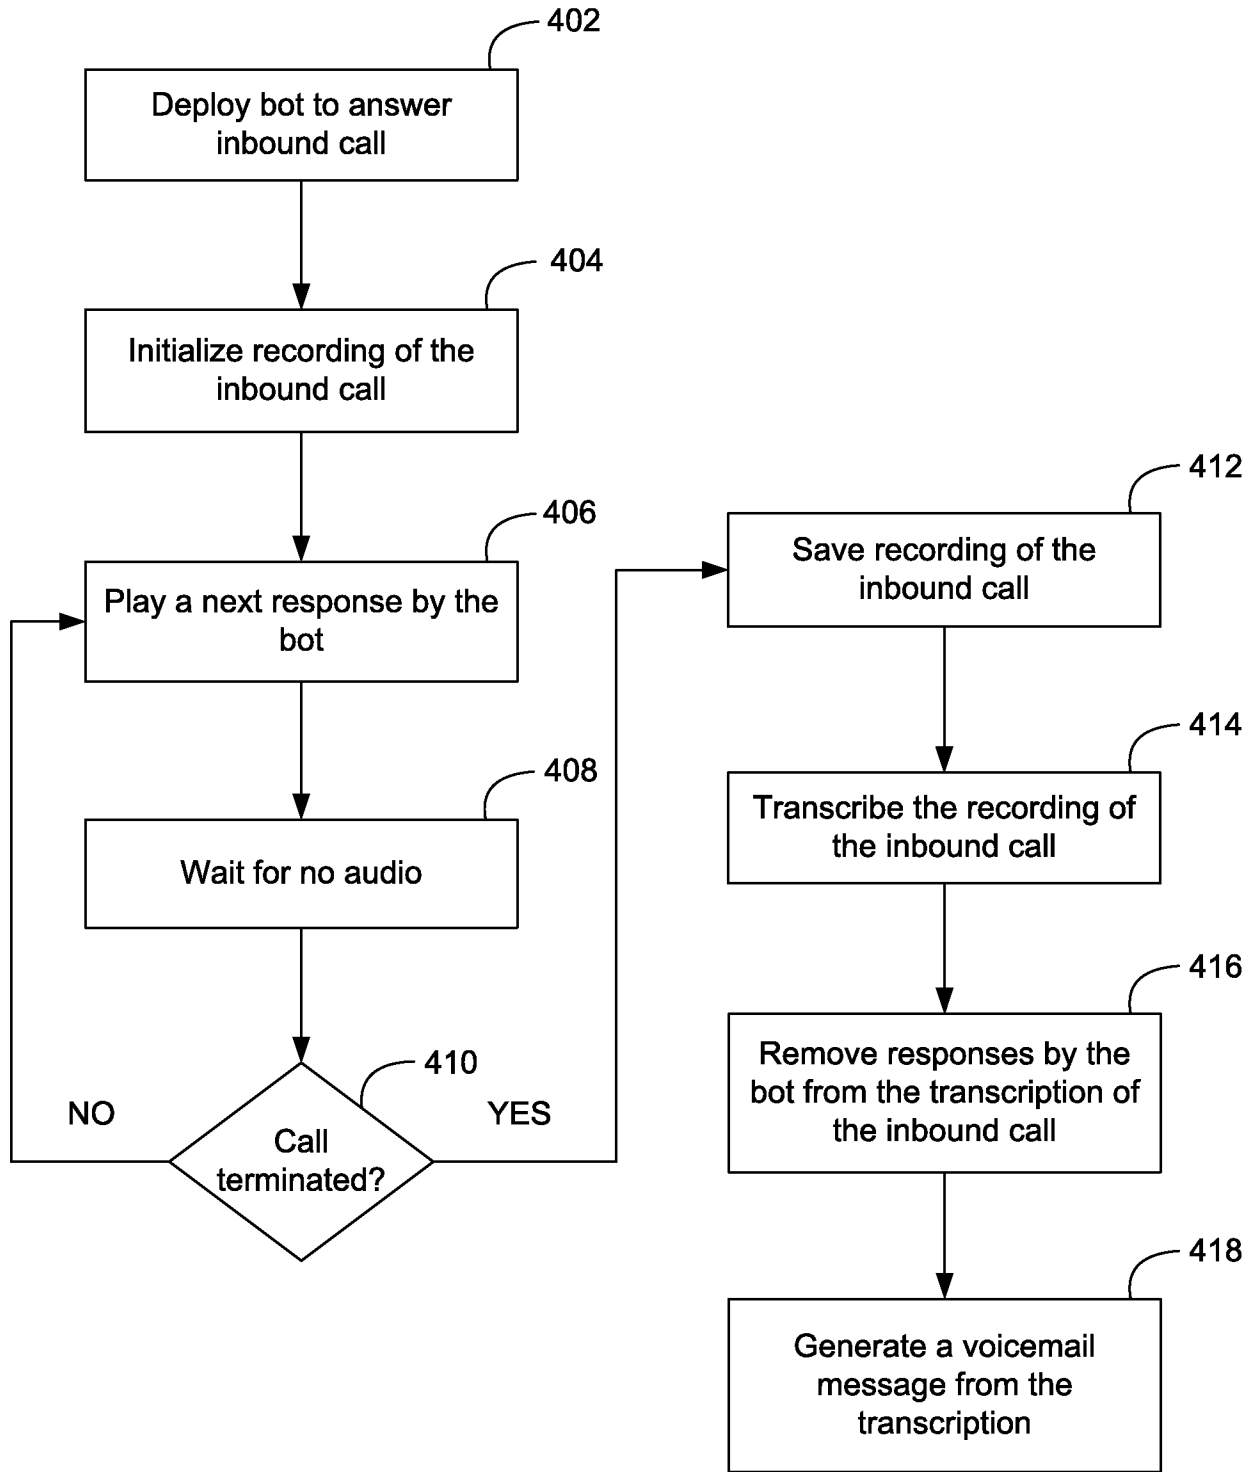 402
Deploy bot to answer
inbound call
404
Initialize recording of the
inbound call
406
Play a next response by the
bot
408
Wait for no audio
410
Call
terminated?
NO
YES
412
Save recording of the
inbound call
414
Transcribe the recording of
the inbound call
416
Remove responses by the
bot from the transcription of
the inbound call
418
Generate a voicemail
message from the
transcription